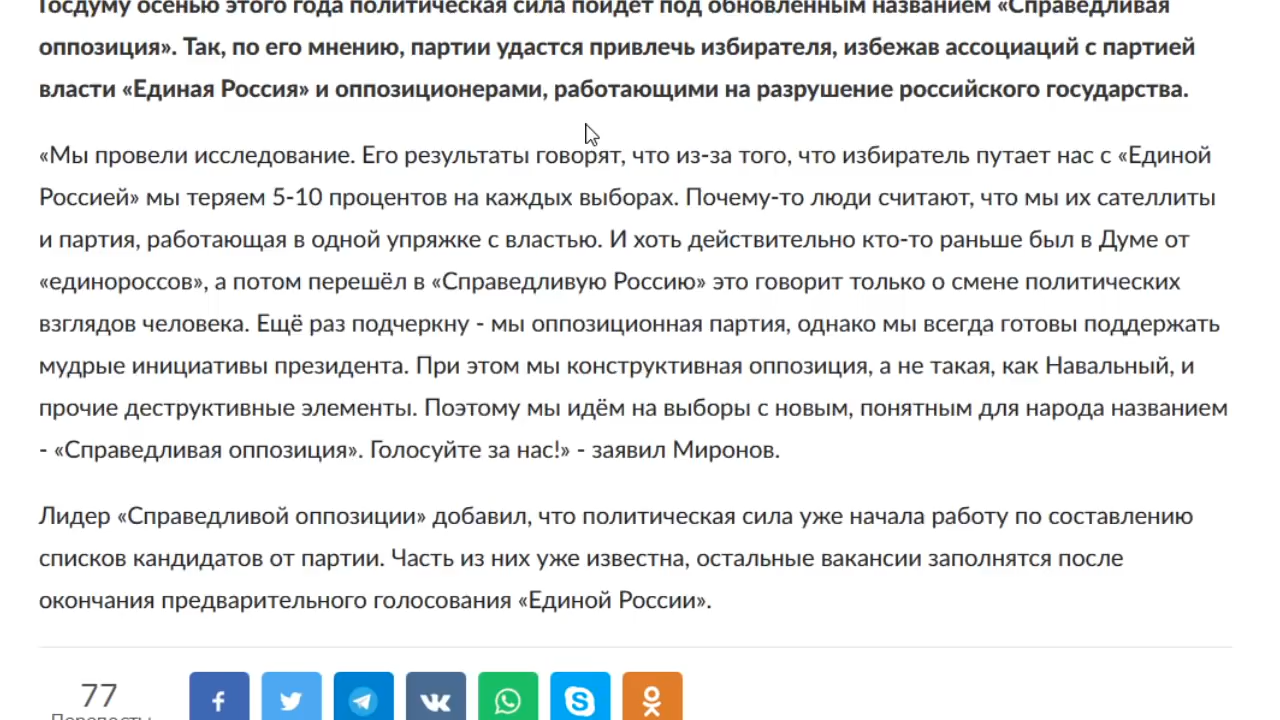 Госдуму осенью этого года политическая сила пойдёт под обновлённым названием «Справедливая
оппозиция». Так, по его мнению, партии удастся привлечь избирателя, избежав ассоциаций с партией
власти «Единая Россия» и оппозиционерами, работающими на разрушение российского государства.
«Мы провели исследование. Его результаты говорят, что из-за того, что избиратель путает нас с «Единой
Россией» мы теряем 5-10 процентов на каждых выборах. Почему-то люди считают, что мы их сателлиты
и партия, работающая в одной упряжке с властью. И хоть действительно кто-то раньше был в Думе от
«единороссов», а потом перешёл в «Справедливую Россию» это говорит только о смене политических
взглядов человека. Ещё раз подчеркну - мы оппозиционная партия, однако мы всегда готовы поддержать
мудрые инициативы президента. При этом мы конструктивная оппозиция, а не такая, как Навальный, и
прочие деструктивные элементы. Поэтому мы идём на выборы с новым, понятным для народа названием
- «Справедливая оппозиция». Голосуйте за нас!» - заявил Миронов.
Лидер «Справедливой оппозиции» добавил, что политическая сила уже начала работу по составлению
списков кандидатов от партии. Часть из них уже известна, остальные вакансии заполнятся после
окончания предварительного голосования «Единой России».
77
Перепосты